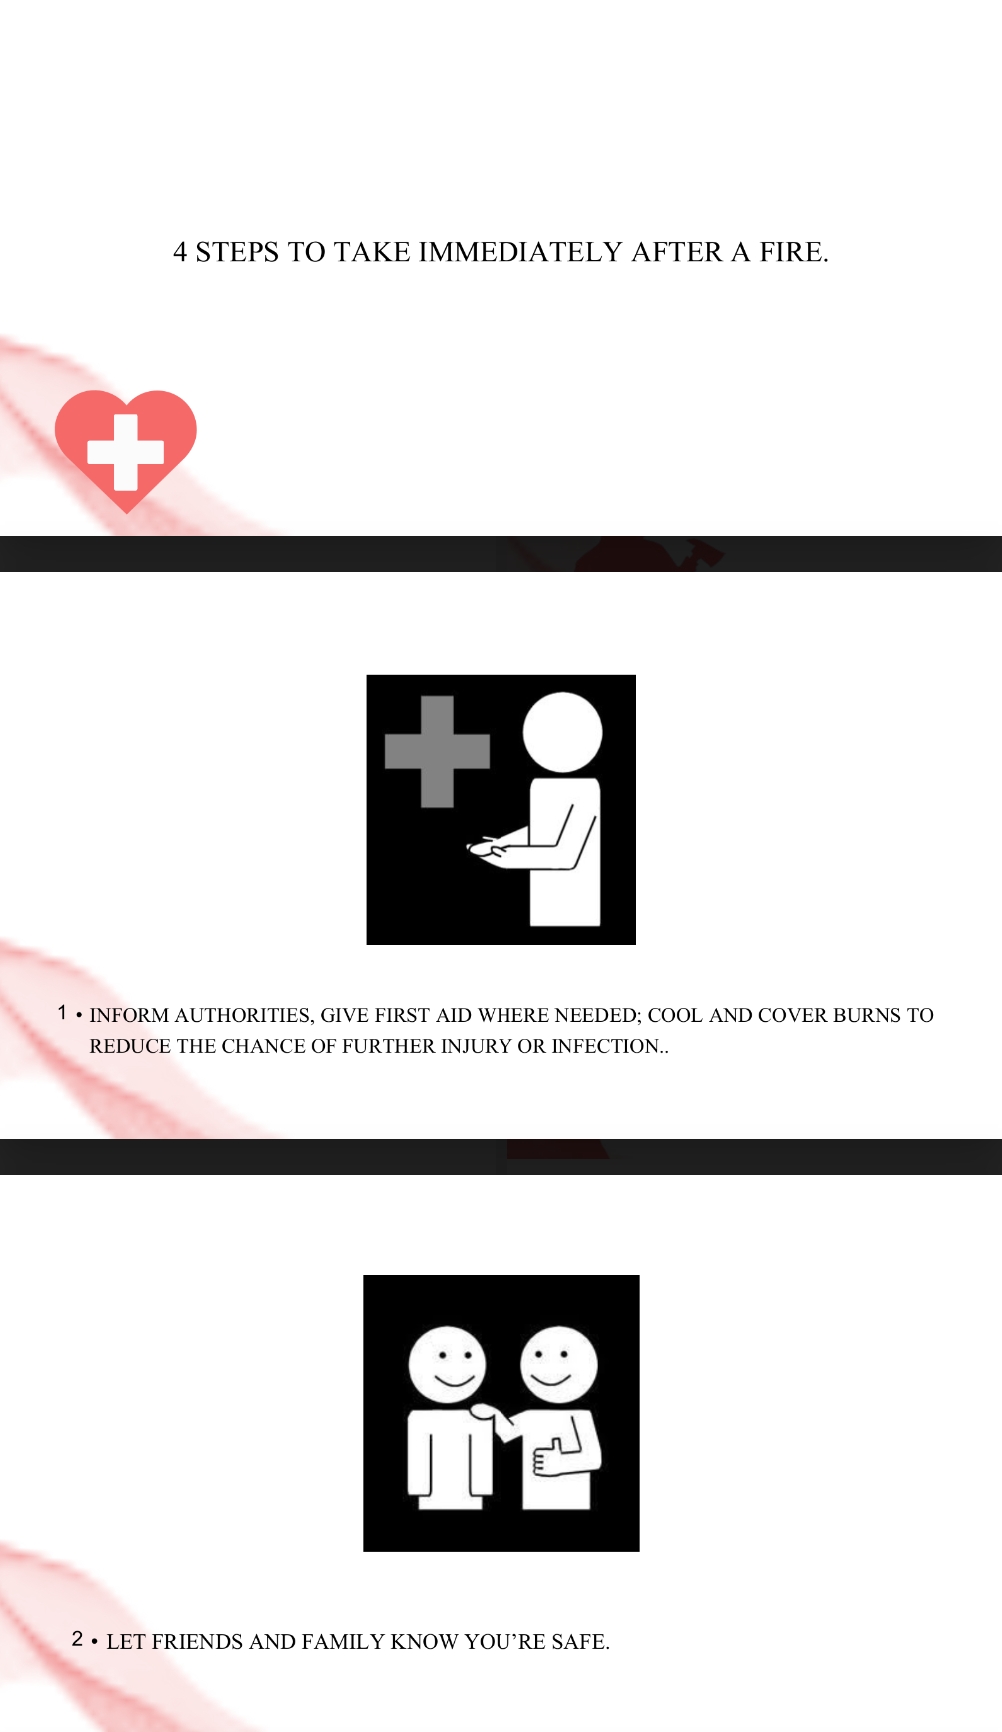 4 STEPS TO TAKE IMMEDIATELY AFTER A FIRE.
1 • INFORM AUTHORITIES, GIVE FIRST AID WHERE NEEDED; COOL AND COVER BURNS TO
REDUCE THE CHANCE OF FURTHER INJURY OR INFECTION..
2 • LET FRIENDS AND FAMILY KNOW YOU’RE SAFE.